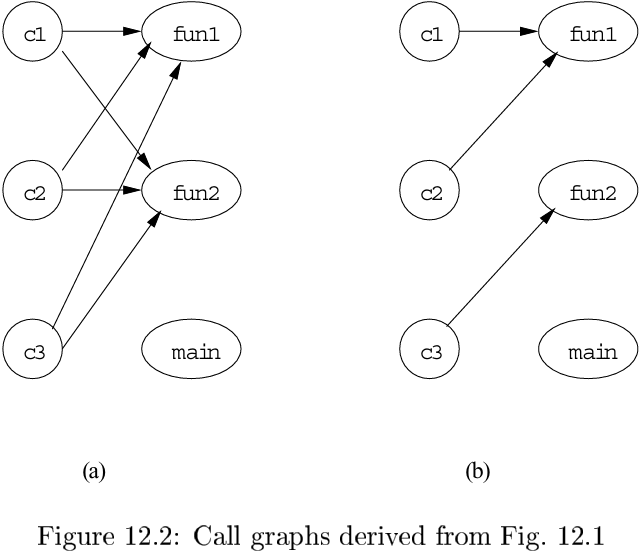 c1 fun1 c1 fun1
c2 fun2 c2 fun2
c3 main c3 main
(a) (b)
Figure 12.2: Call graphs derived from Fig. 12.1